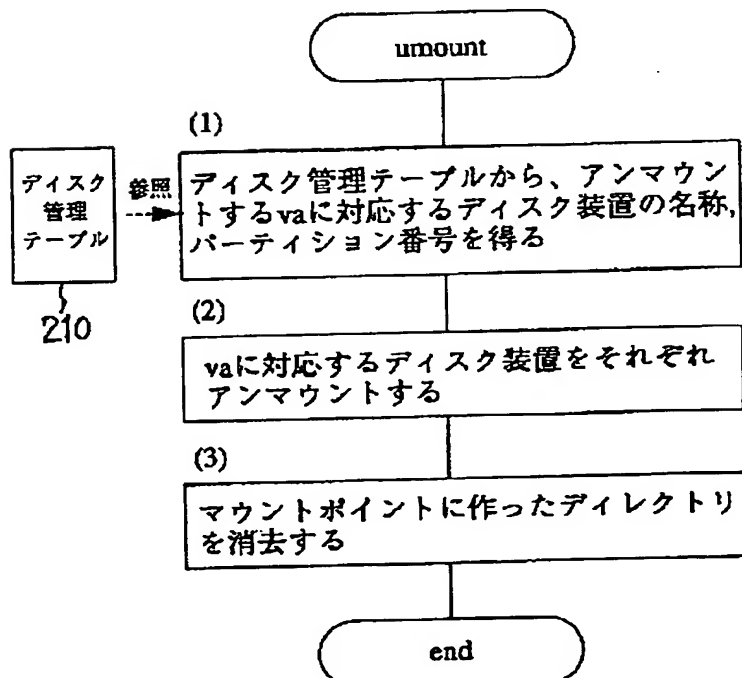 umount
(1)
ディスク
管理
テーブル
参照
ディスク管理テーブルから、アンマウン
トするvaに対応するディスク装置の名称,
パーティション番号を得る
210
(2)
vaに対応するディスク装置をそれぞれ
アンマウントする
(3)
マウントポイントに作ったディレクトリ
を消去する
end